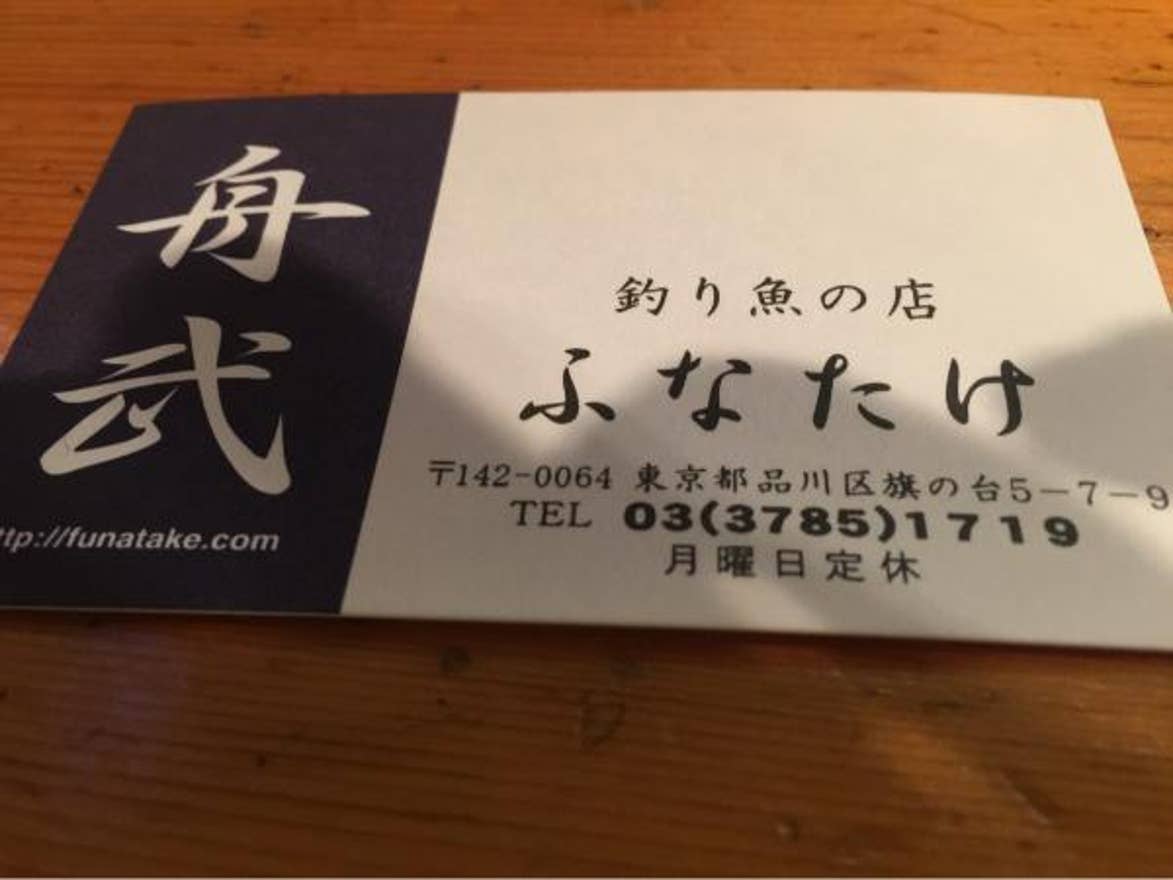 舟武
ttp://funatake.com
釣り魚の店
ふなたけ
〒142-0064 東京都品川区旗の台5-7-9
TEL 03(3785)1719
月曜日定休